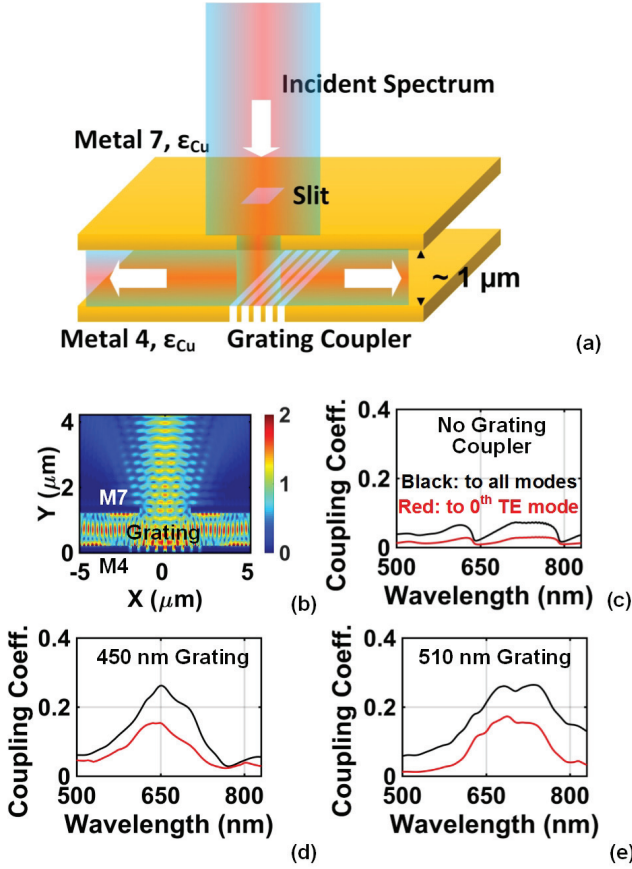 Incident Spectrum
Metal 7, εCu
Slit
~ 1 μm
Metal 4, εCu
Grating Coupler
(a)
4
2
0
Y (μm)
M7
Grating
M4
-5 0 5
X (μm)
2
1
0
(b)
0.4
0.2
0
Coupling Coeff.
No Grating
Coupler
Black: to all modes
Red: to 0th TE mode
500 650 800
Wavelength (nm)
(c)
0.4
0.2
0
Coupling Coeff.
450 nm Grating
500 650 800
Wavelength (nm)
(d)
0.4
0.2
0
Coupling Coeff.
510 nm Grating
500 650 800
Wavelength (nm)
(e)